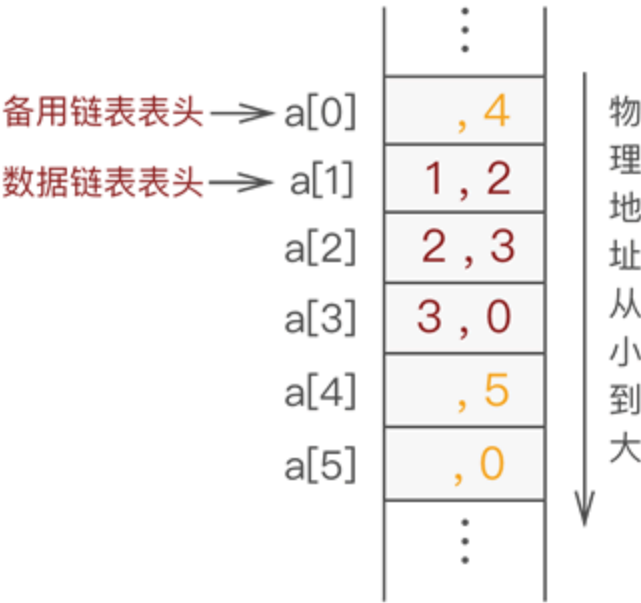 备用链表表头 a[0] , 4
数据链表表头 a[1] 1 , 2
a[2] 2 , 3
a[3] 3 , 0
a[4] , 5
a[5] , 0
物理地址从小到大